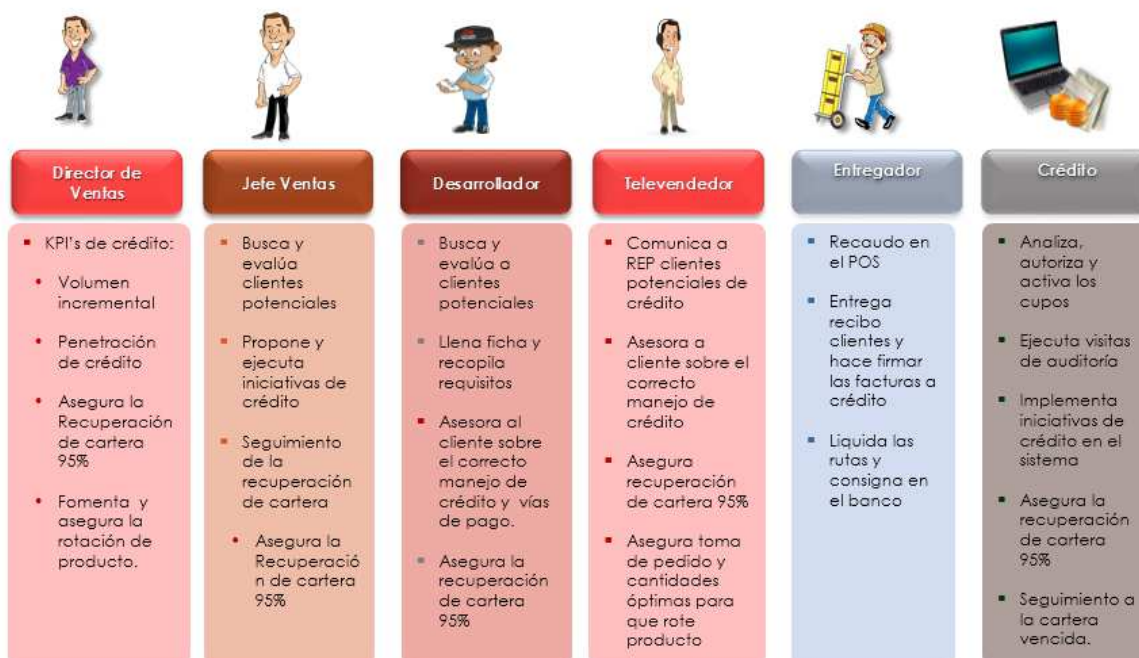 Director de
Ventas
KPI's de crédito:
Volumen
incremental
Penetración
de crédito
Asegura la
Recuperación
de cartera
95%
Fomenta y
asegura la
rotación de
producto.
Jefe Ventas
Busca y
evalúa
clientes
potenciales
Propone y
ejecuta
iniciativas de
crédito
Seguimiento
de la
recuperación
de cartera
Asegura la
Recuperació
n de cartera
95%
Desarrollador
Busca y
evalúa a
clientes
potenciales
Llena ficha y
recopila
requisitos
Asesora al
cliente sobre
el correcto
manejo de
crédito y vías
de pago.
Asegura la
recuperación
de cartera
95%
Televendedor
Comunica a
REP clientes
potenciales de
crédito
Asesora a
cliente sobre el
correcto
manejo de
crédito
Asegura
recuperación
de cartera 95%
Asegura toma
de pedido y
cantidades
óptimas para
que rote
producto
Entregador
Recaudo en
el POS
Entrega
recibo
clientes y
hace firmar
las facturas a
crédito
Liquida las
rutas y
consigna en
el banco
Crédito
Analiza,
autoriza y
activa los
cupos
Ejecuta visitas
de auditoría
Implementa
iniciativas de
crédito en el
sistema
Asegura la
recuperación
de cartera
95%
Seguimiento a
la cartera
vencida.